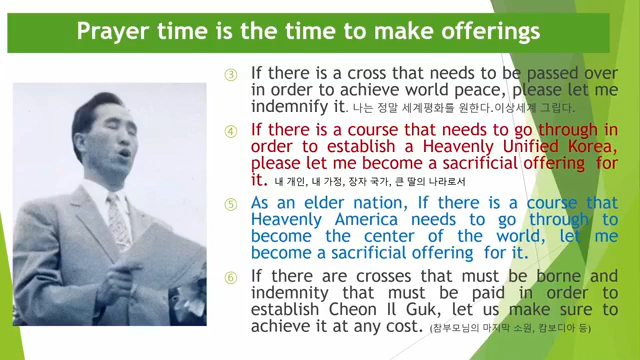 Prayer time is the time to make offerings
③ If there is a cross that needs to be passed over
in order to achieve world peace, please let me
indemnify it. 나는 정말 세계평화를 원한다.이상세계 그립다.
④ If there is a course that needs to go through in
order to establish a Heavenly Unified Korea,
please let me become a sacrificial offering for
it. 내 개인, 내 가정, 장자 국가, 큰 딸의 나라로서
⑤ As an elder nation, If there is a course that
Heavenly America needs to go through to
become the center of the world, let me
become a sacrificial offering for it.
⑥ If there are crosses that must be borne and
indemnity that must be paid in order to
establish Cheon Il Guk, let us make sure to
achieve it at any cost. (참부모님의 마지막 소원, 캄보디아 등)